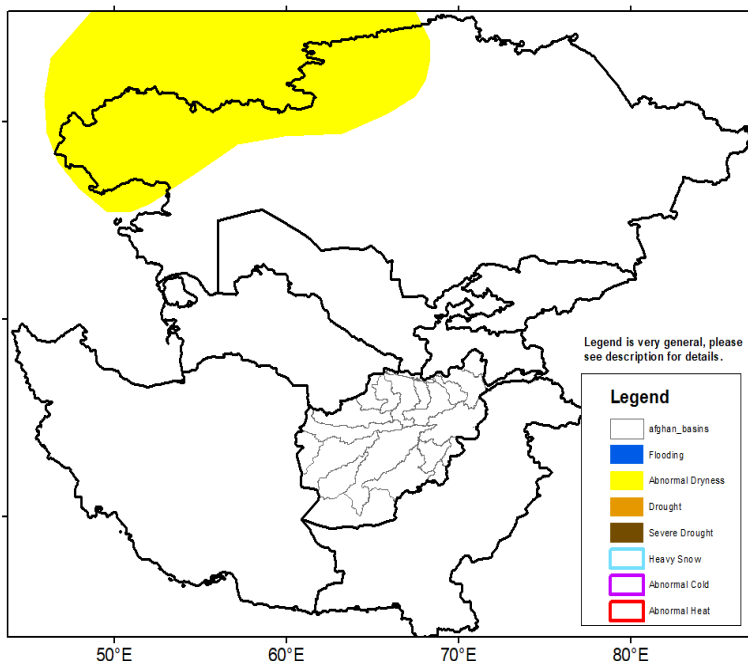 Legend is very general, please
see description for details.
Legend
afghan_basins
Flooding
Abnormal Dryness
Drought
Severe Drought
Heavy Snow
Abnormal Cold
Abnormal Heat
50°E 60°E 70°E 80°E